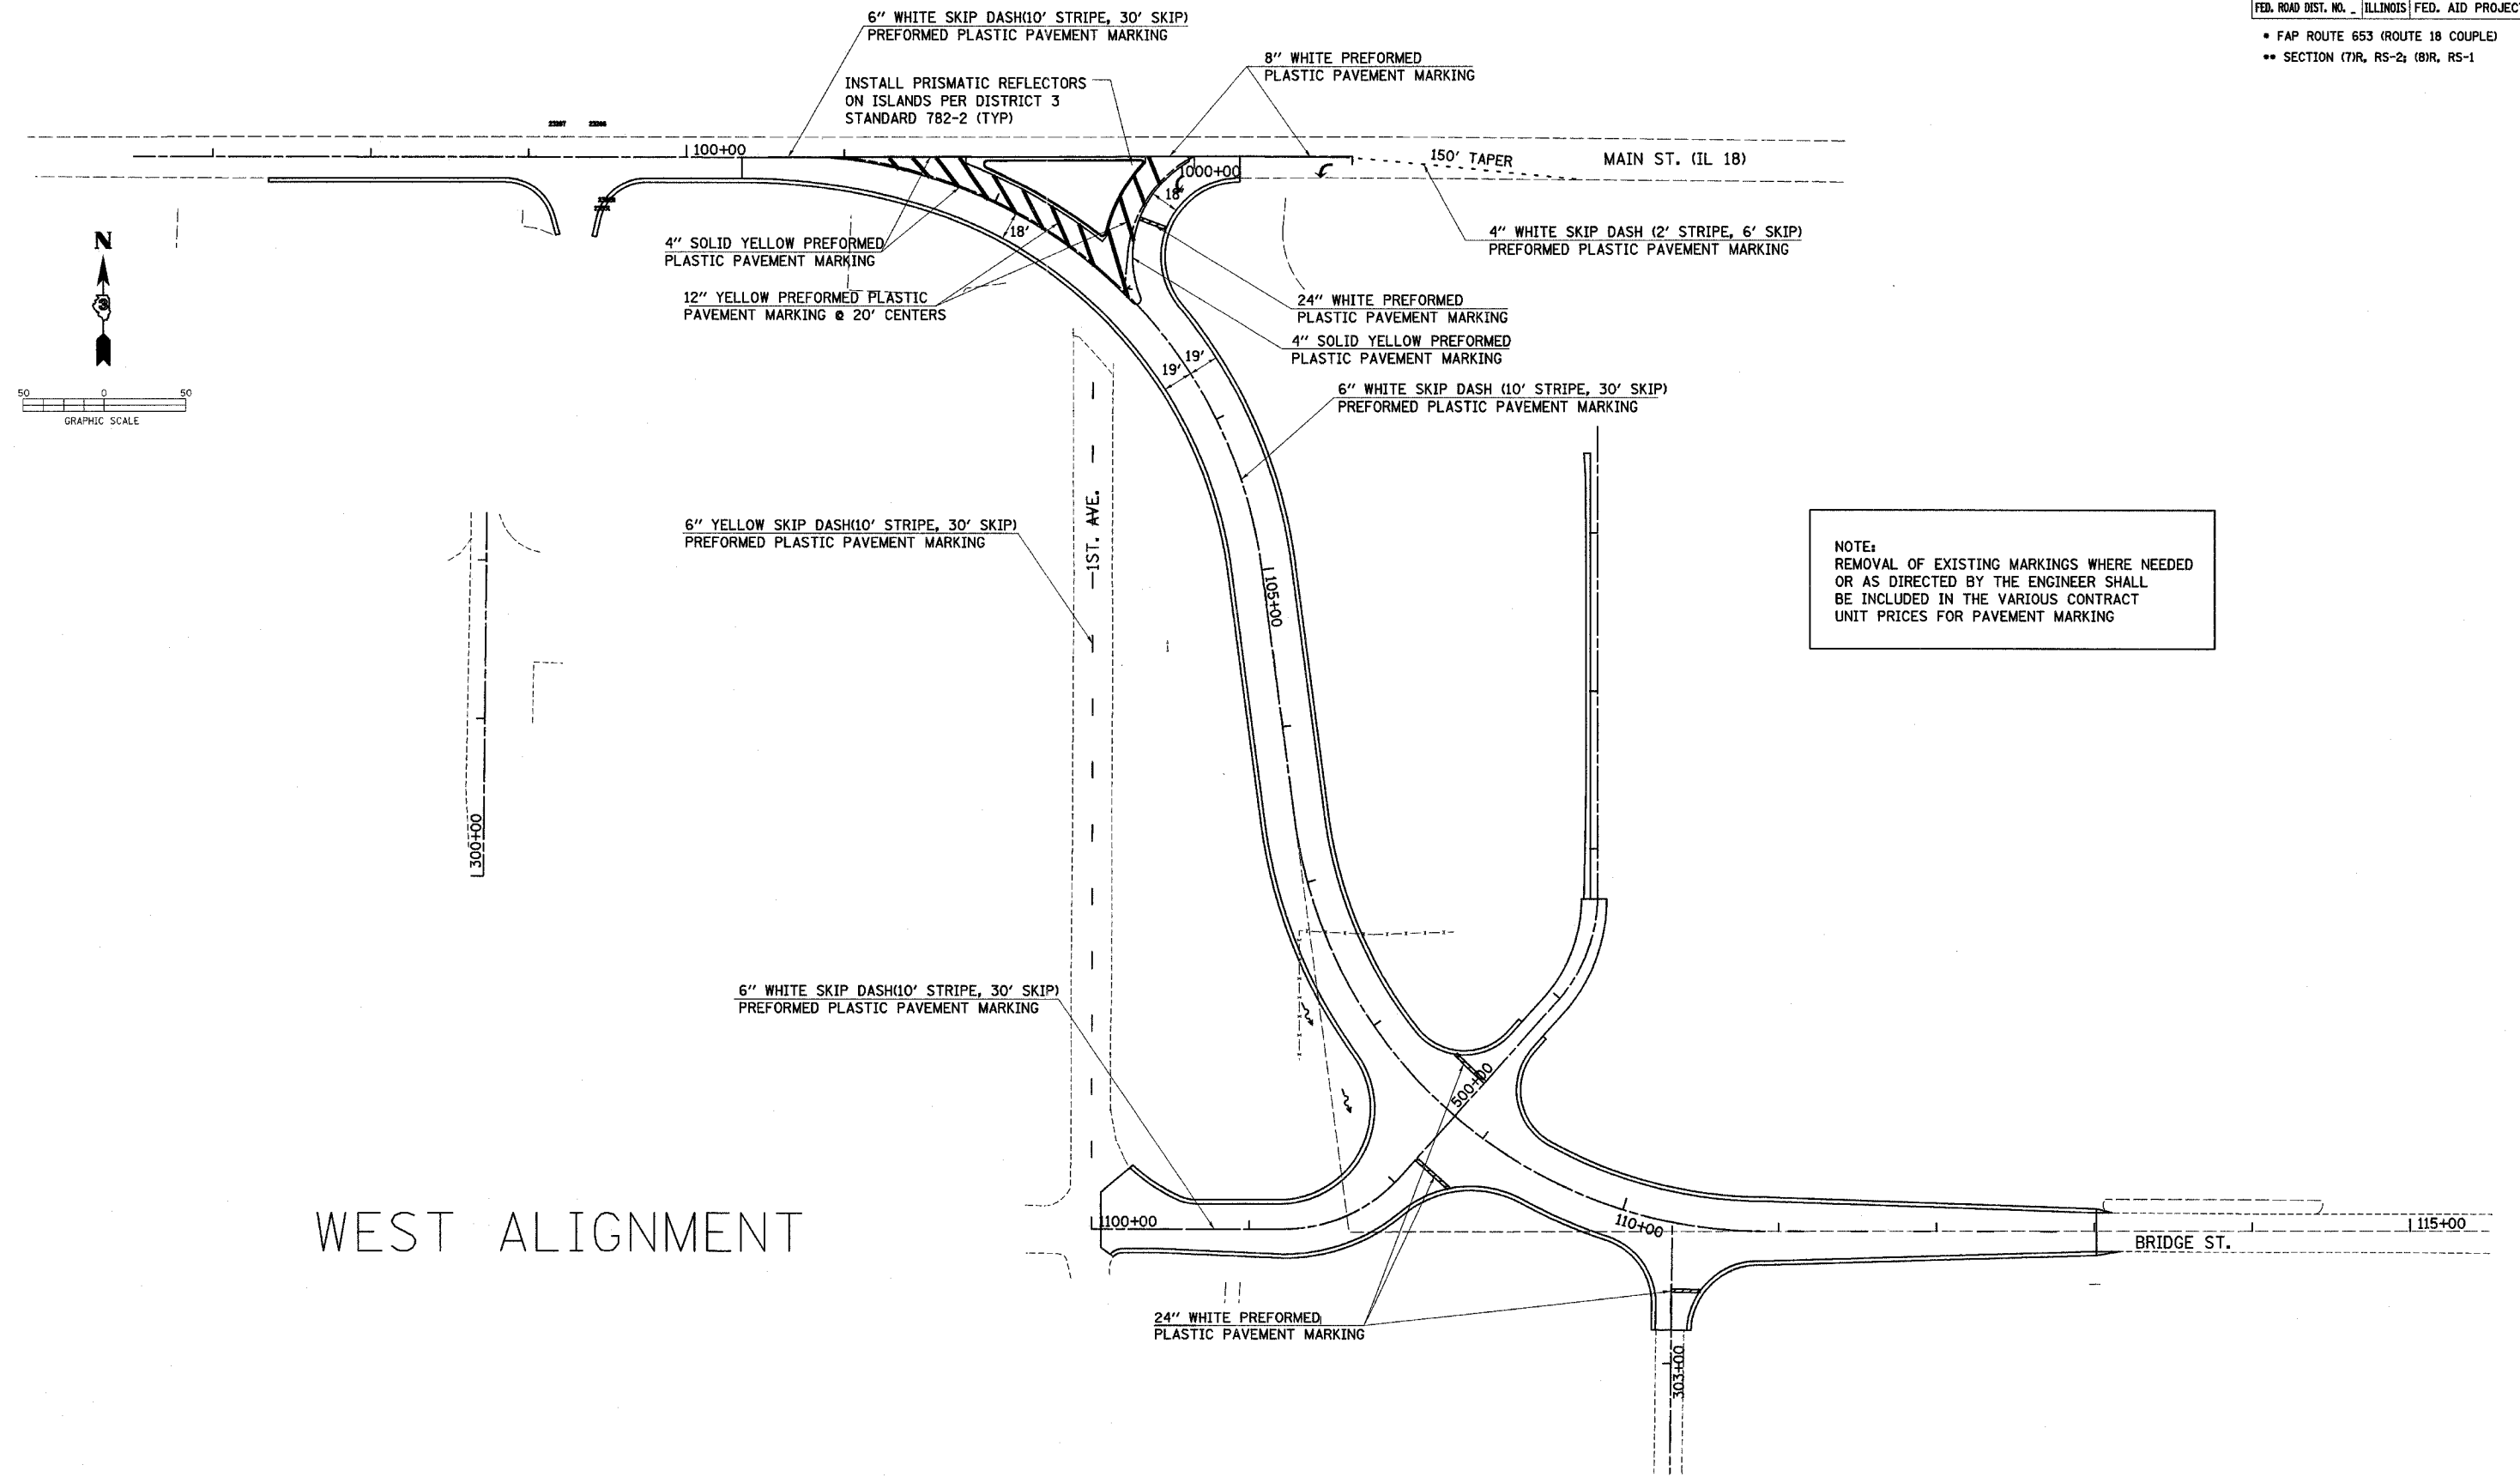 FED. ROAD DIST. NO. _ ILLINOIS FED. AID PROJECT
• FAP ROUTE 653 (ROUTE 18 COUPLE)
•• SECTION (7)R, RS-2; (8)R, RS-1
6" WHITE SKIP DASH(10' STRIPE, 30' SKIP)
PREFORMED PLASTIC PAVEMENT MARKING
8" WHITE PREFORMED
PLASTIC PAVEMENT MARKING
INSTALL PRISMATIC REFLECTORS
ON ISLANDS PER DISTRICT 3
STANDARD 782-2 (TYP)
100+00
150' TAPER
MAIN ST. (IL 18)
1000+00
18'
18'
4" SOLID YELLOW PREFORMED
PLASTIC PAVEMENT MARKING
4" WHITE SKIP DASH (2' STRIPE, 6' SKIP)
PREFORMED PLASTIC PAVEMENT MARKING
N
3
12" YELLOW PREFORMED PLASTIC
PAVEMENT MARKING @ 20' CENTERS
24" WHITE PREFORMED
PLASTIC PAVEMENT MARKING
4" SOLID YELLOW PREFORMED
PLASTIC PAVEMENT MARKING
19'
19'
50 0 50
GRAPHIC SCALE
6" WHITE SKIP DASH (10' STRIPE, 30' SKIP)
PREFORMED PLASTIC PAVEMENT MARKING
1ST. AVE.
6" YELLOW SKIP DASH(10' STRIPE, 30' SKIP)
PREFORMED PLASTIC PAVEMENT MARKING
105+00
NOTE:
REMOVAL OF EXISTING MARKINGS WHERE NEEDED
OR AS DIRECTED BY THE ENGINEER SHALL
BE INCLUDED IN THE VARIOUS CONTRACT
UNIT PRICES FOR PAVEMENT MARKING
300+00
6" WHITE SKIP DASH(10' STRIPE, 30' SKIP)
PREFORMED PLASTIC PAVEMENT MARKING
500+00
WEST ALIGNMENT
1100+00
110+00
115+00
BRIDGE ST.
24" WHITE PREFORMED
PLASTIC PAVEMENT MARKING
303+00